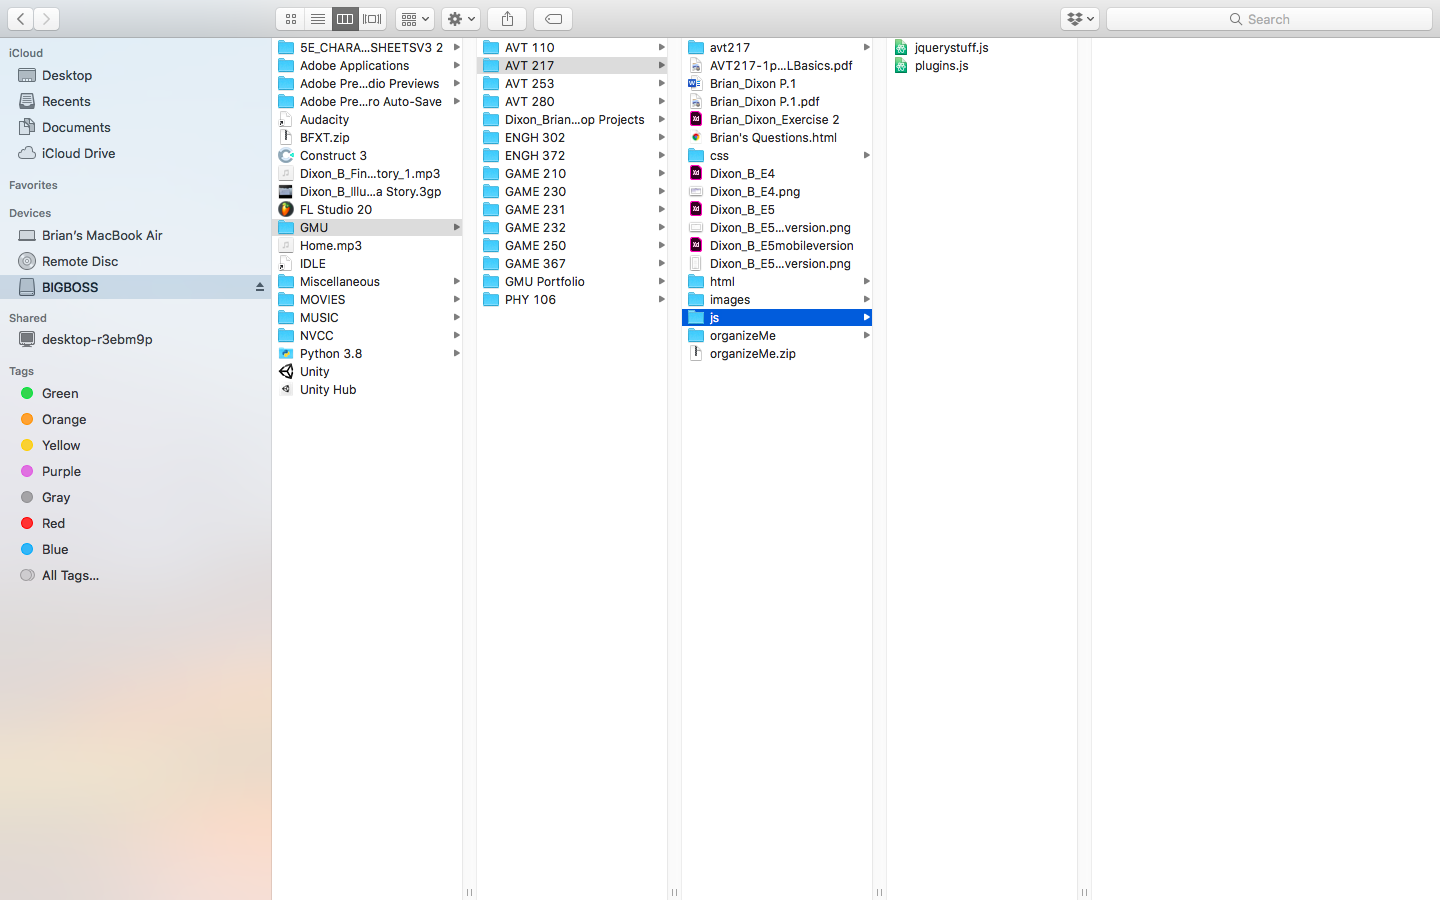 Search
iCloud
Desktop
Recents
Documents
iCloud Drive
Favorites
Devices
Brian's MacBook Air
Remote Disc
BIGBOSS
Shared
desktop-r3ebm9p
Tags
Green
Orange
Yellow
Purple
Gray
Red
Blue
All Tags...
5E_CHARA...SHEETSV3 2
Adobe Applications
Adobe Pre...dio Previews
Adobe Pre...ro Auto-Save
Audacity
BFXT.zip
Construct 3
Dixon_B_Fin...tory_1.mp3
Dixon_B_Illu...a Story.3gp
FL Studio 20
GMU
Home.mp3
IDLE
Miscellaneous
MOVIES
MUSIC
NVCC
Python 3.8
Unity
Unity Hub
AVT 110
AVT 217
AVT 253
AVT 280
Dixon_Brian...op Projects
ENGH 302
ENGH 372
GAME 210
GAME 230
GAME 231
GAME 232
GAME 250
GAME 367
GMU Portfolio
PHY 106
avt217
AVT217-1p...LBasics.pdf
Brian_Dixon P.1
Brian_Dixon P.1.pdf
Brian_Dixon_Exercise 2
Brian's Questions.html
css
Dixon_B_E4
Dixon_B_E4.png
Dixon_B_E5
Dixon_B_E5...version.png
Dixon_B_E5mobileversion
Dixon_B_E5...version.png
html
images
js
organizeMe
organizeMe.zip
jquerystuff.js
plugins.js